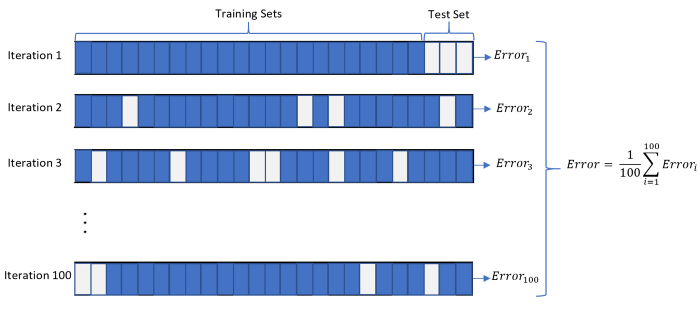 Training Sets
Test Set
Iteration 1
Error₁
Iteration 2
Error₂
Iteration 3
Error₃
Error = 1/100 ∑_{i=1}^{100} Errorᵢ
⋮
Iteration 100
Error₁₀₀